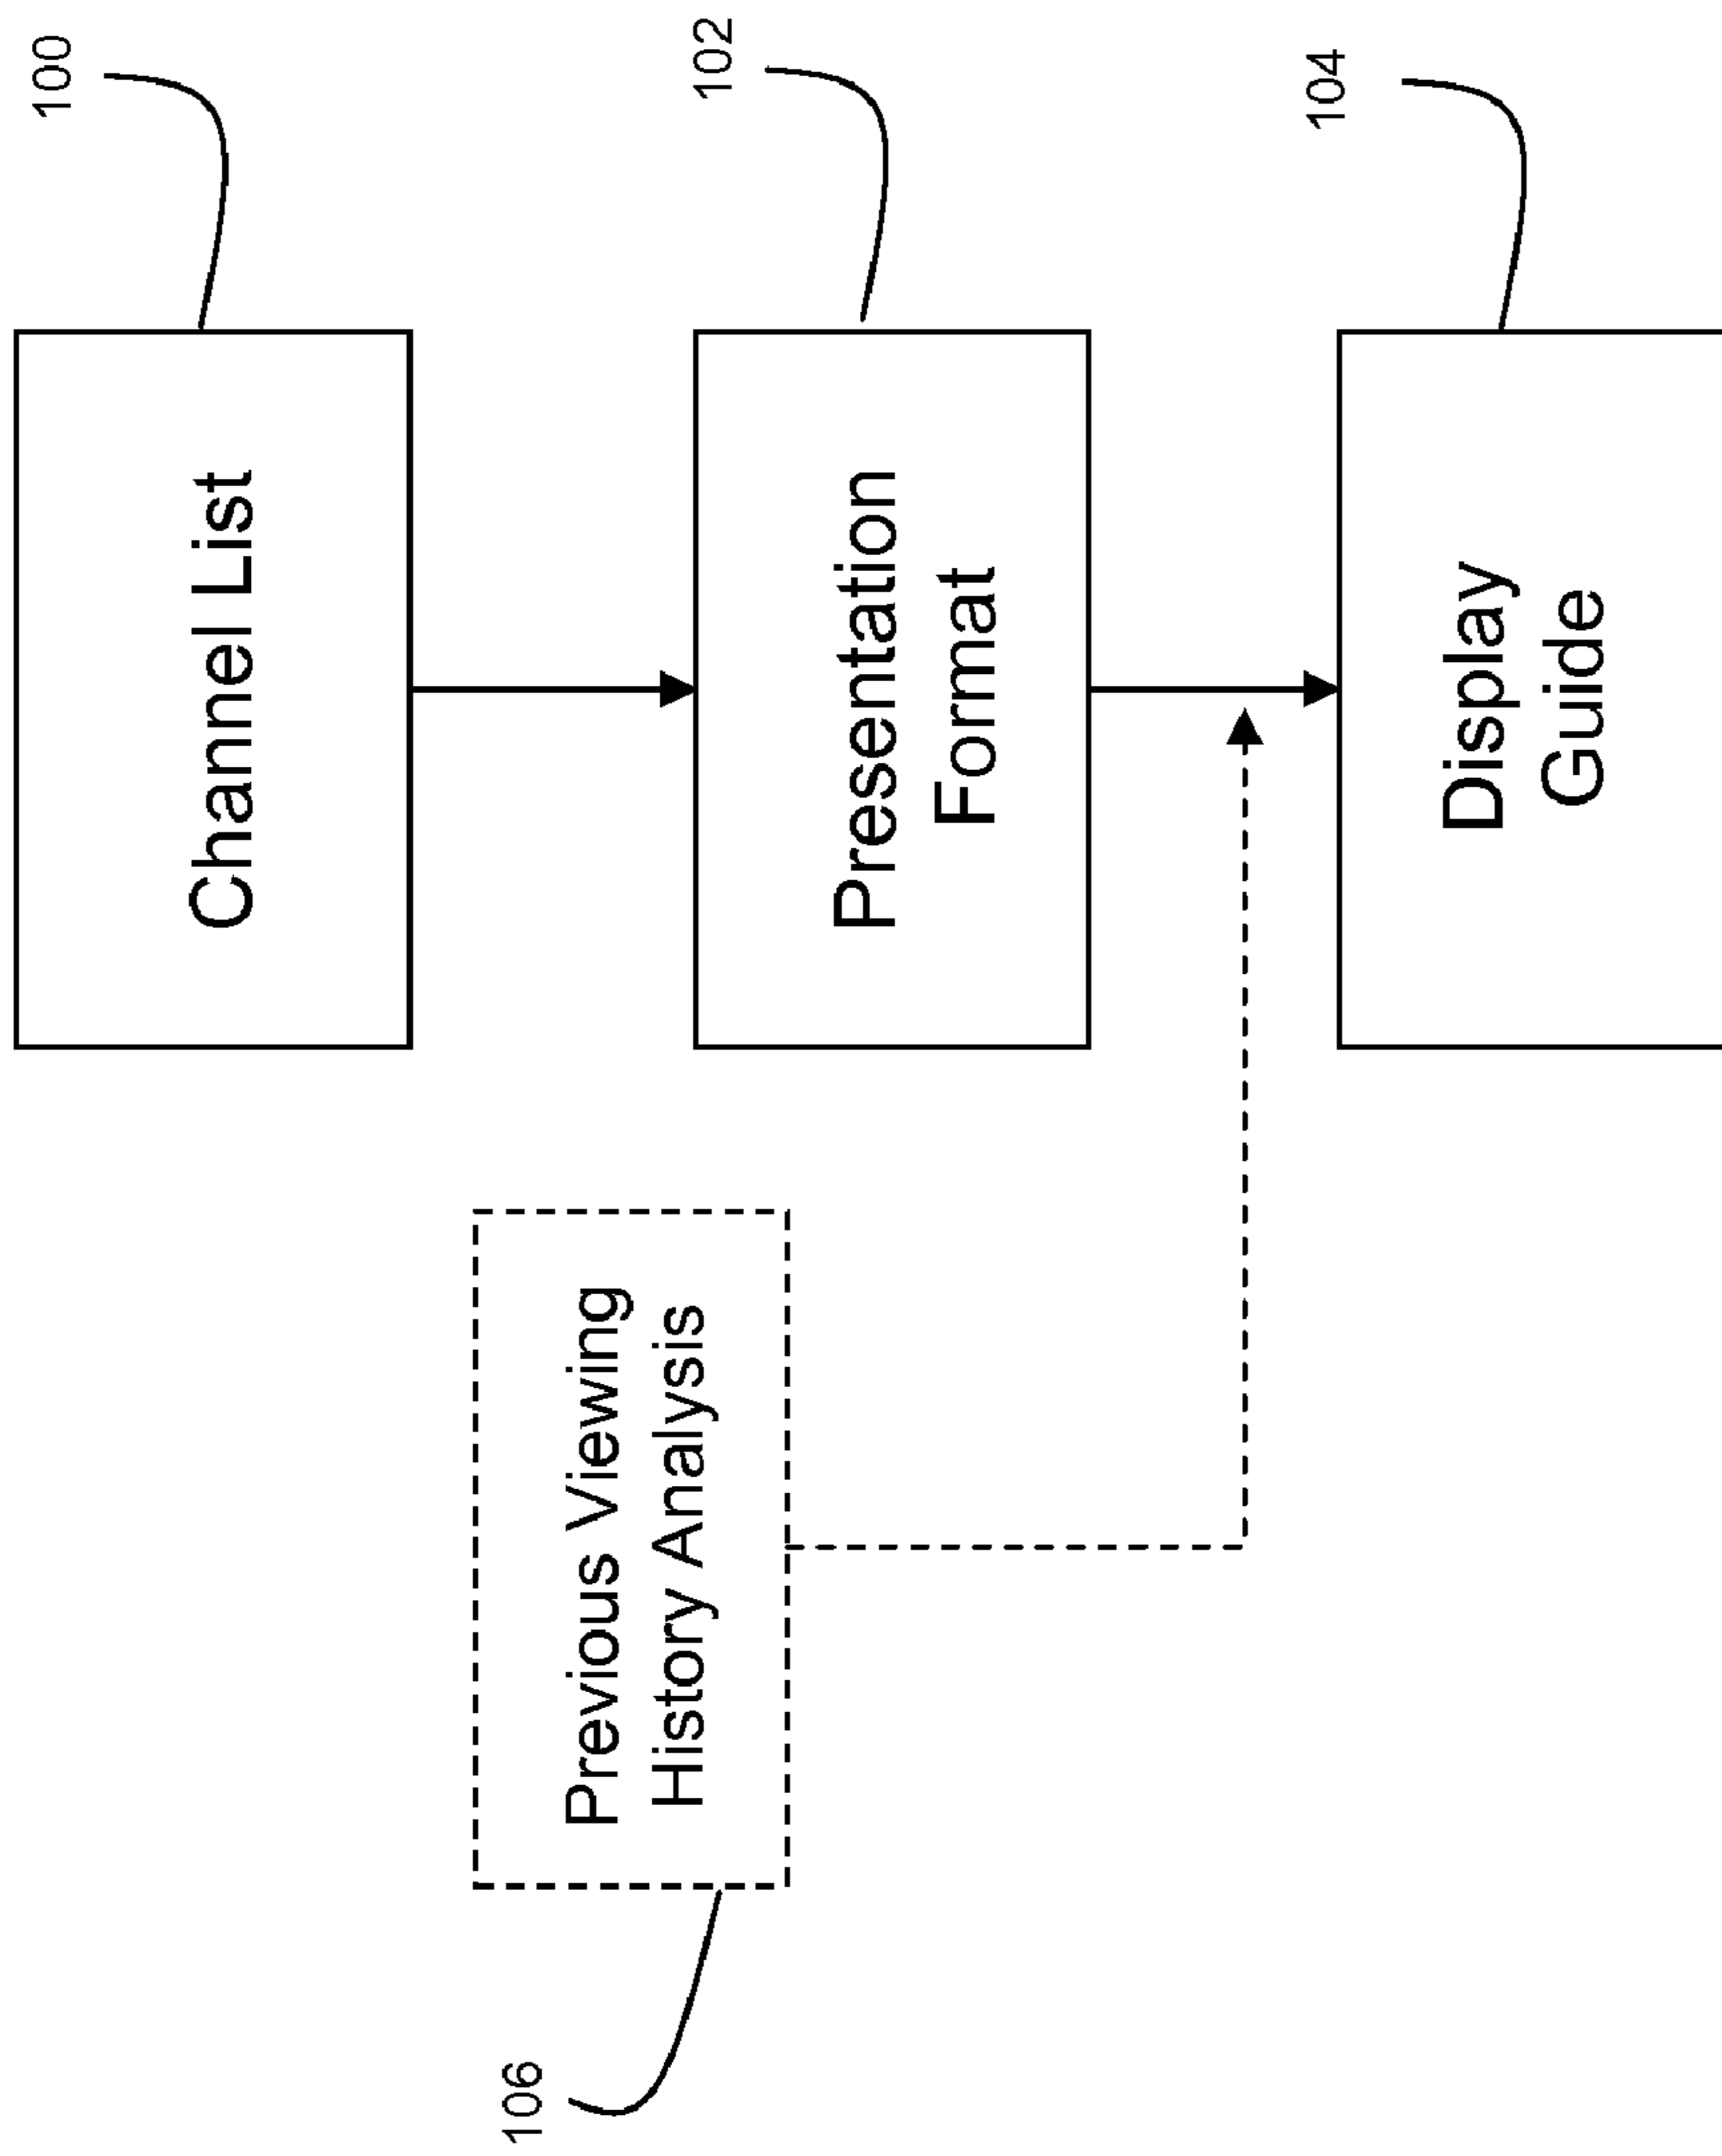 Channel List
100
Presentation
Format
102
Display
Guide
104
Previous Viewing
History Analysis
106